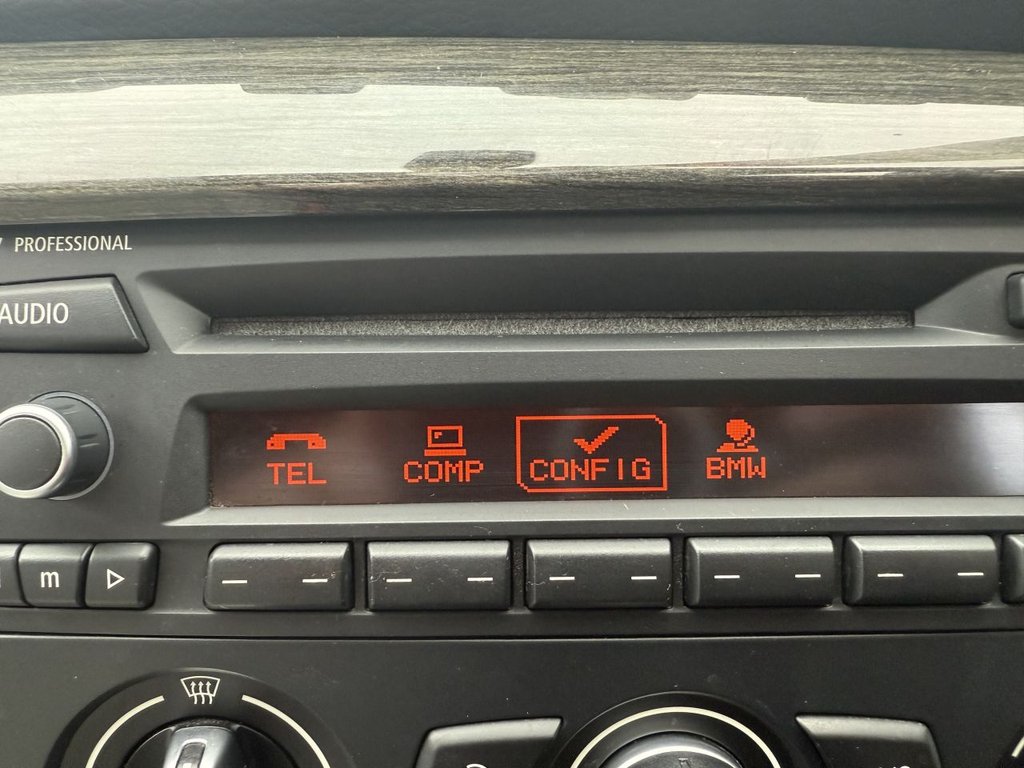 PROFESSIONAL
AUDIO
TEL COMP CONFIG BMW
m